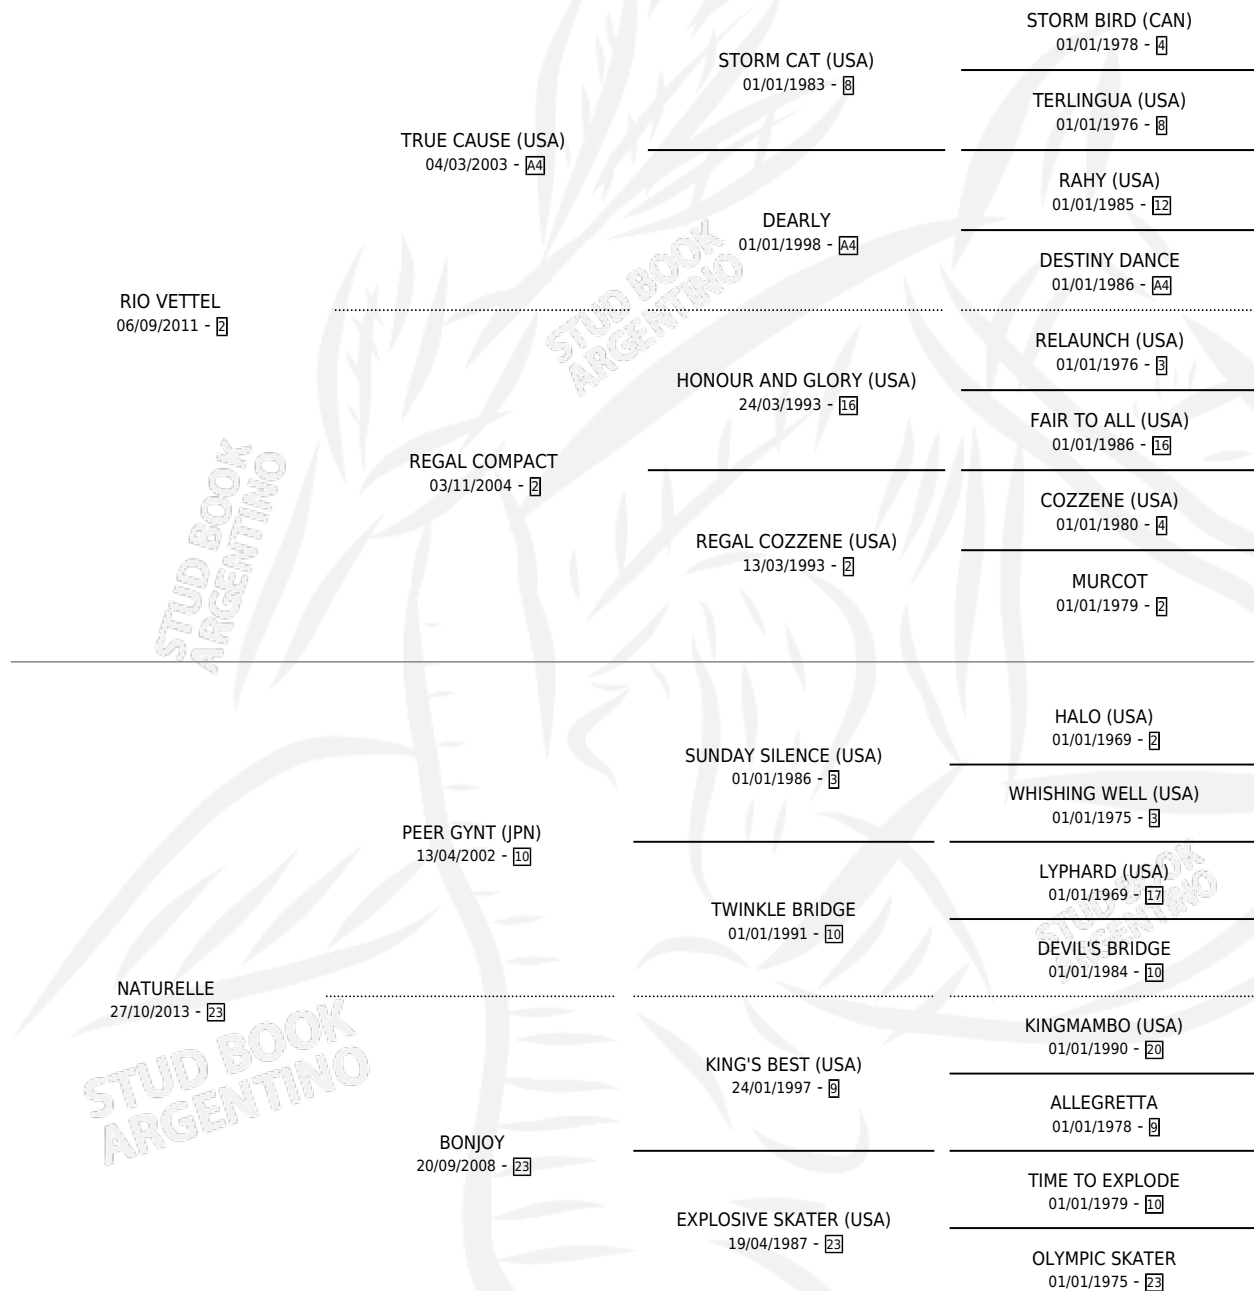 STORM BIRD (CAN)
01/01/1978 - 4
STORM CAT (USA)
01/01/1983 - 8
TERLINGUA (USA)
01/01/1976 - 8
TRUE CAUSE (USA)
04/03/2003 - A4
RAHY (USA)
01/01/1985 - 12
DEARLY
01/01/1998 - A4
DESTINY DANCE
01/01/1986 - A4
RIO VETTEL
06/09/2011 - 2
RELAUNCH (USA)
01/01/1976 - 3
HONOUR AND GLORY (USA)
24/03/1993 - 16
FAIR TO ALL (USA)
01/01/1986 - 16
REGAL COMPACT
03/11/2004 - 2
COZZENE (USA)
01/01/1980 - 4
REGAL COZZENE (USA)
13/03/1993 - 2
MURCOT
01/01/1979 - 2
HALO (USA)
01/01/1969 - 2
SUNDAY SILENCE (USA)
01/01/1986 - 3
WHISHING WELL (USA)
01/01/1975 - 3
PEER GYNT (JPN)
13/04/2002 - 10
LYPHARD (USA)
01/01/1969 - 17
TWINKLE BRIDGE
01/01/1991 - 10
DEVIL'S BRIDGE
01/01/1984 - 10
NATURELLE
27/10/2013 - 23
KINGMAMBO (USA)
01/01/1990 - 20
KING'S BEST (USA)
24/01/1997 - 9
ALLEGRETTA
01/01/1978 - 9
BONJOY
20/09/2008 - 23
TIME TO EXPLODE
01/01/1979 - 10
EXPLOSIVE SKATER (USA)
19/04/1987 - 23
OLYMPIC SKATER
01/01/1975 - 23
STUD BOOK
ARGENTINO
STUD BOOK
ARGENTINO
STUD BOOK
ARGENTINO
STUD BOOK
ARGENTINO